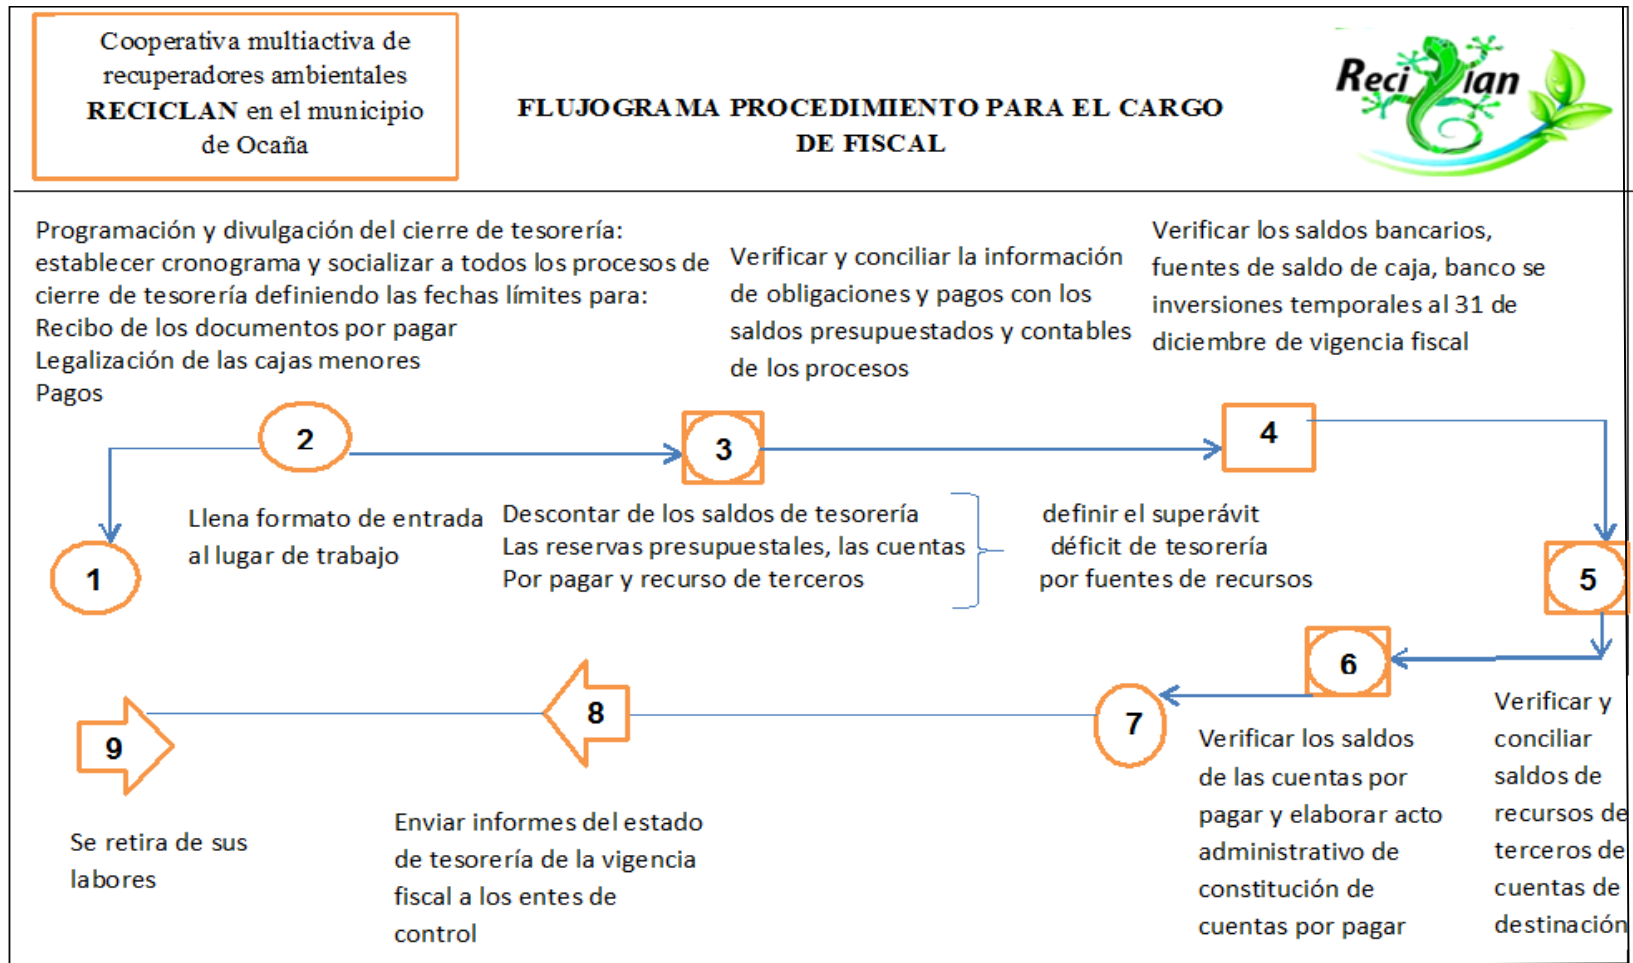 Cooperativa multiactiva de
recuperadores ambientales
RECICLAN en el municipio
de Ocaña
FLUJOGRAMA PROCEDIMIENTO PARA EL CARGO
DE FISCAL
Reci lan
Programación y divulgación del cierre de tesorería:
establecer cronograma y socializar a todos los procesos de
cierre de tesorería definiendo las fechas límites para:
Recibo de los documentos por pagar
Legalización de las cajas menores
Pagos
Verificar y conciliar la información
de obligaciones y pagos con los
saldos presupuestados y contables
de los procesos
Verificar los saldos bancarios,
fuentes de saldo de caja, banco se
inversiones temporales al 31 de
diciembre de vigencia fiscal
2
3
4
Llena formato de entrada
al lugar de trabajo
Descontar de los saldos de tesorería
Las reservas presupuestales, las cuentas
Por pagar y recurso de terceros
definir el superávit
déficit de tesorería
por fuentes de recursos
1
5
6
7
8
9
Verificar y
conciliar
saldos de
recursos de
terceros de
cuentas de
destinación
Verificar los saldos
de las cuentas por
pagar y elaborar acto
administrativo de
constitución de
cuentas por pagar
Enviar informes del estado
de tesorería de la vigencia
fiscal a los entes de
control
Se retira de sus
labores